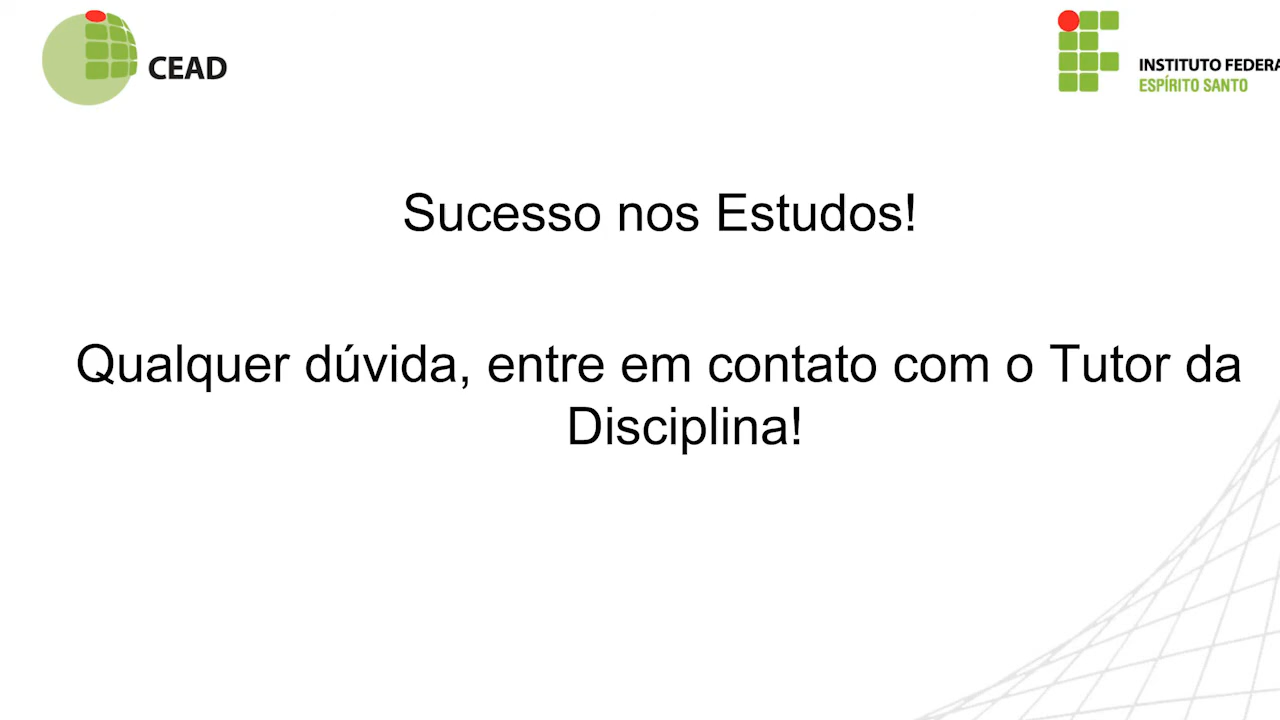 CEAD
INSTITUTO FEDERA
ESPÍRITO SANTO
Sucesso nos Estudos!
Qualquer dúvida, entre em contato com o Tutor da
Disciplina!